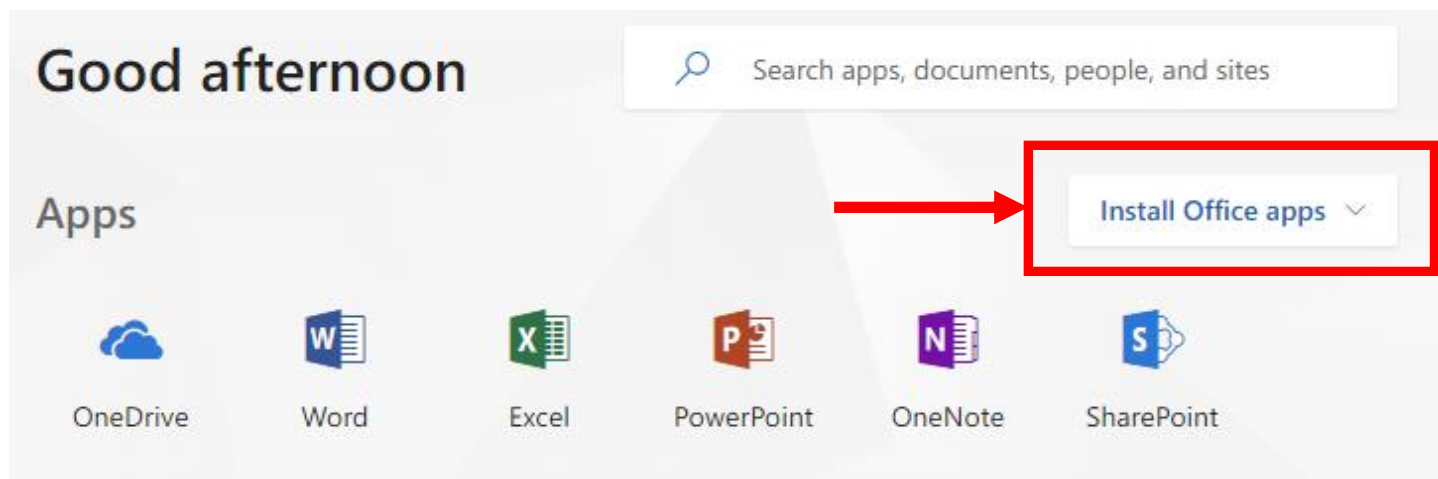 Good afternoon
Search apps, documents, people, and sites
Apps
Install Office apps
W
X
P
N
S
OneDrive
Word
Excel
PowerPoint
OneNote
SharePoint